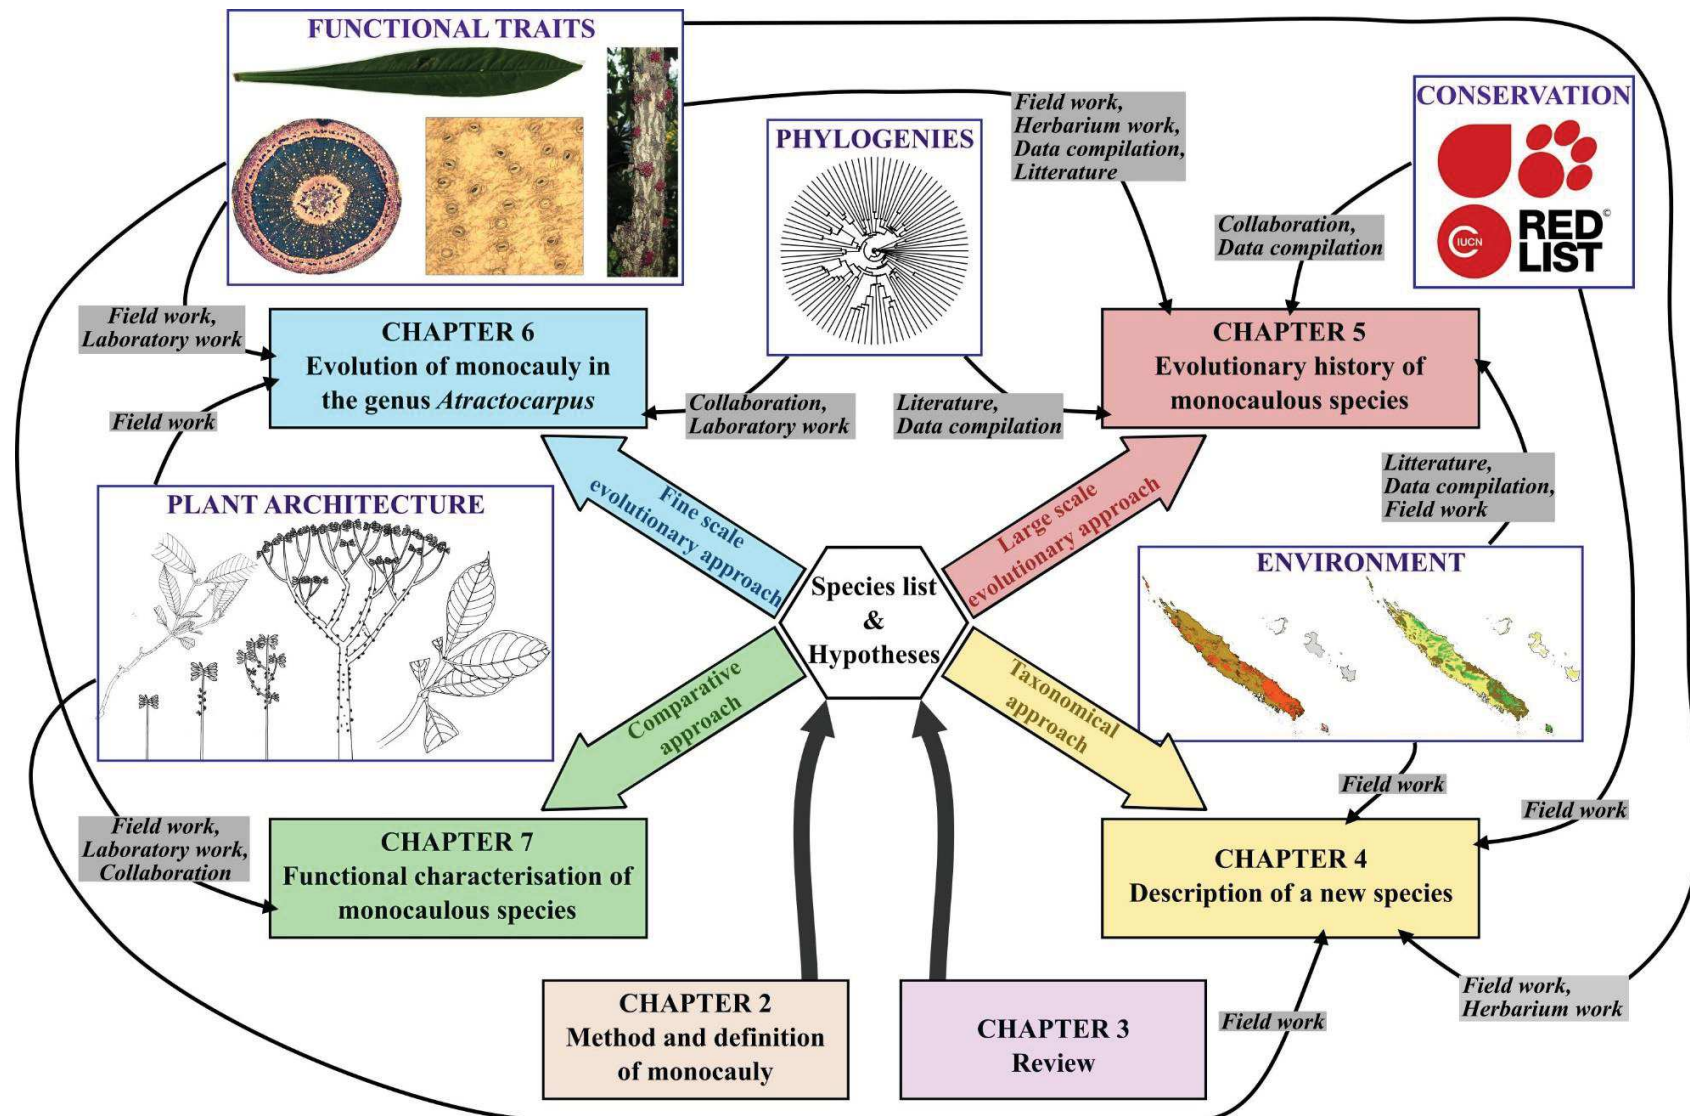 FUNCTIONAL TRAITS
CONSERVATION
IUCN
RED
LIST
©
PHYLOGENIES
Field work,
Herbarium work,
Data compilation,
Litterature
Collaboration,
Data compilation
Field work,
Laboratory work
CHAPTER 6
Evolution of monocauly in
the genus Atractocarpus
CHAPTER 5
Evolutionary history of
monocaulous species
Field work
Collaboration,
Laboratory work
Literature,
Data compilation
Litterature,
Data compilation,
Field work
PLANT ARCHITECTURE
Fine scale
evolutionary approach
Large scale
evolutionary approach
Species list
&
Hypotheses
ENVIRONMENT
Comparative
approach
Taxonomical
approach
Field work
Field work
Field work,
Laboratory work,
Collaboration
CHAPTER 7
Functional characterisation of
monocaulous species
CHAPTER 4
Description of a new species
CHAPTER 2
Method and definition
of monocauly
CHAPTER 3
Review
Field work
Field work,
Herbarium work